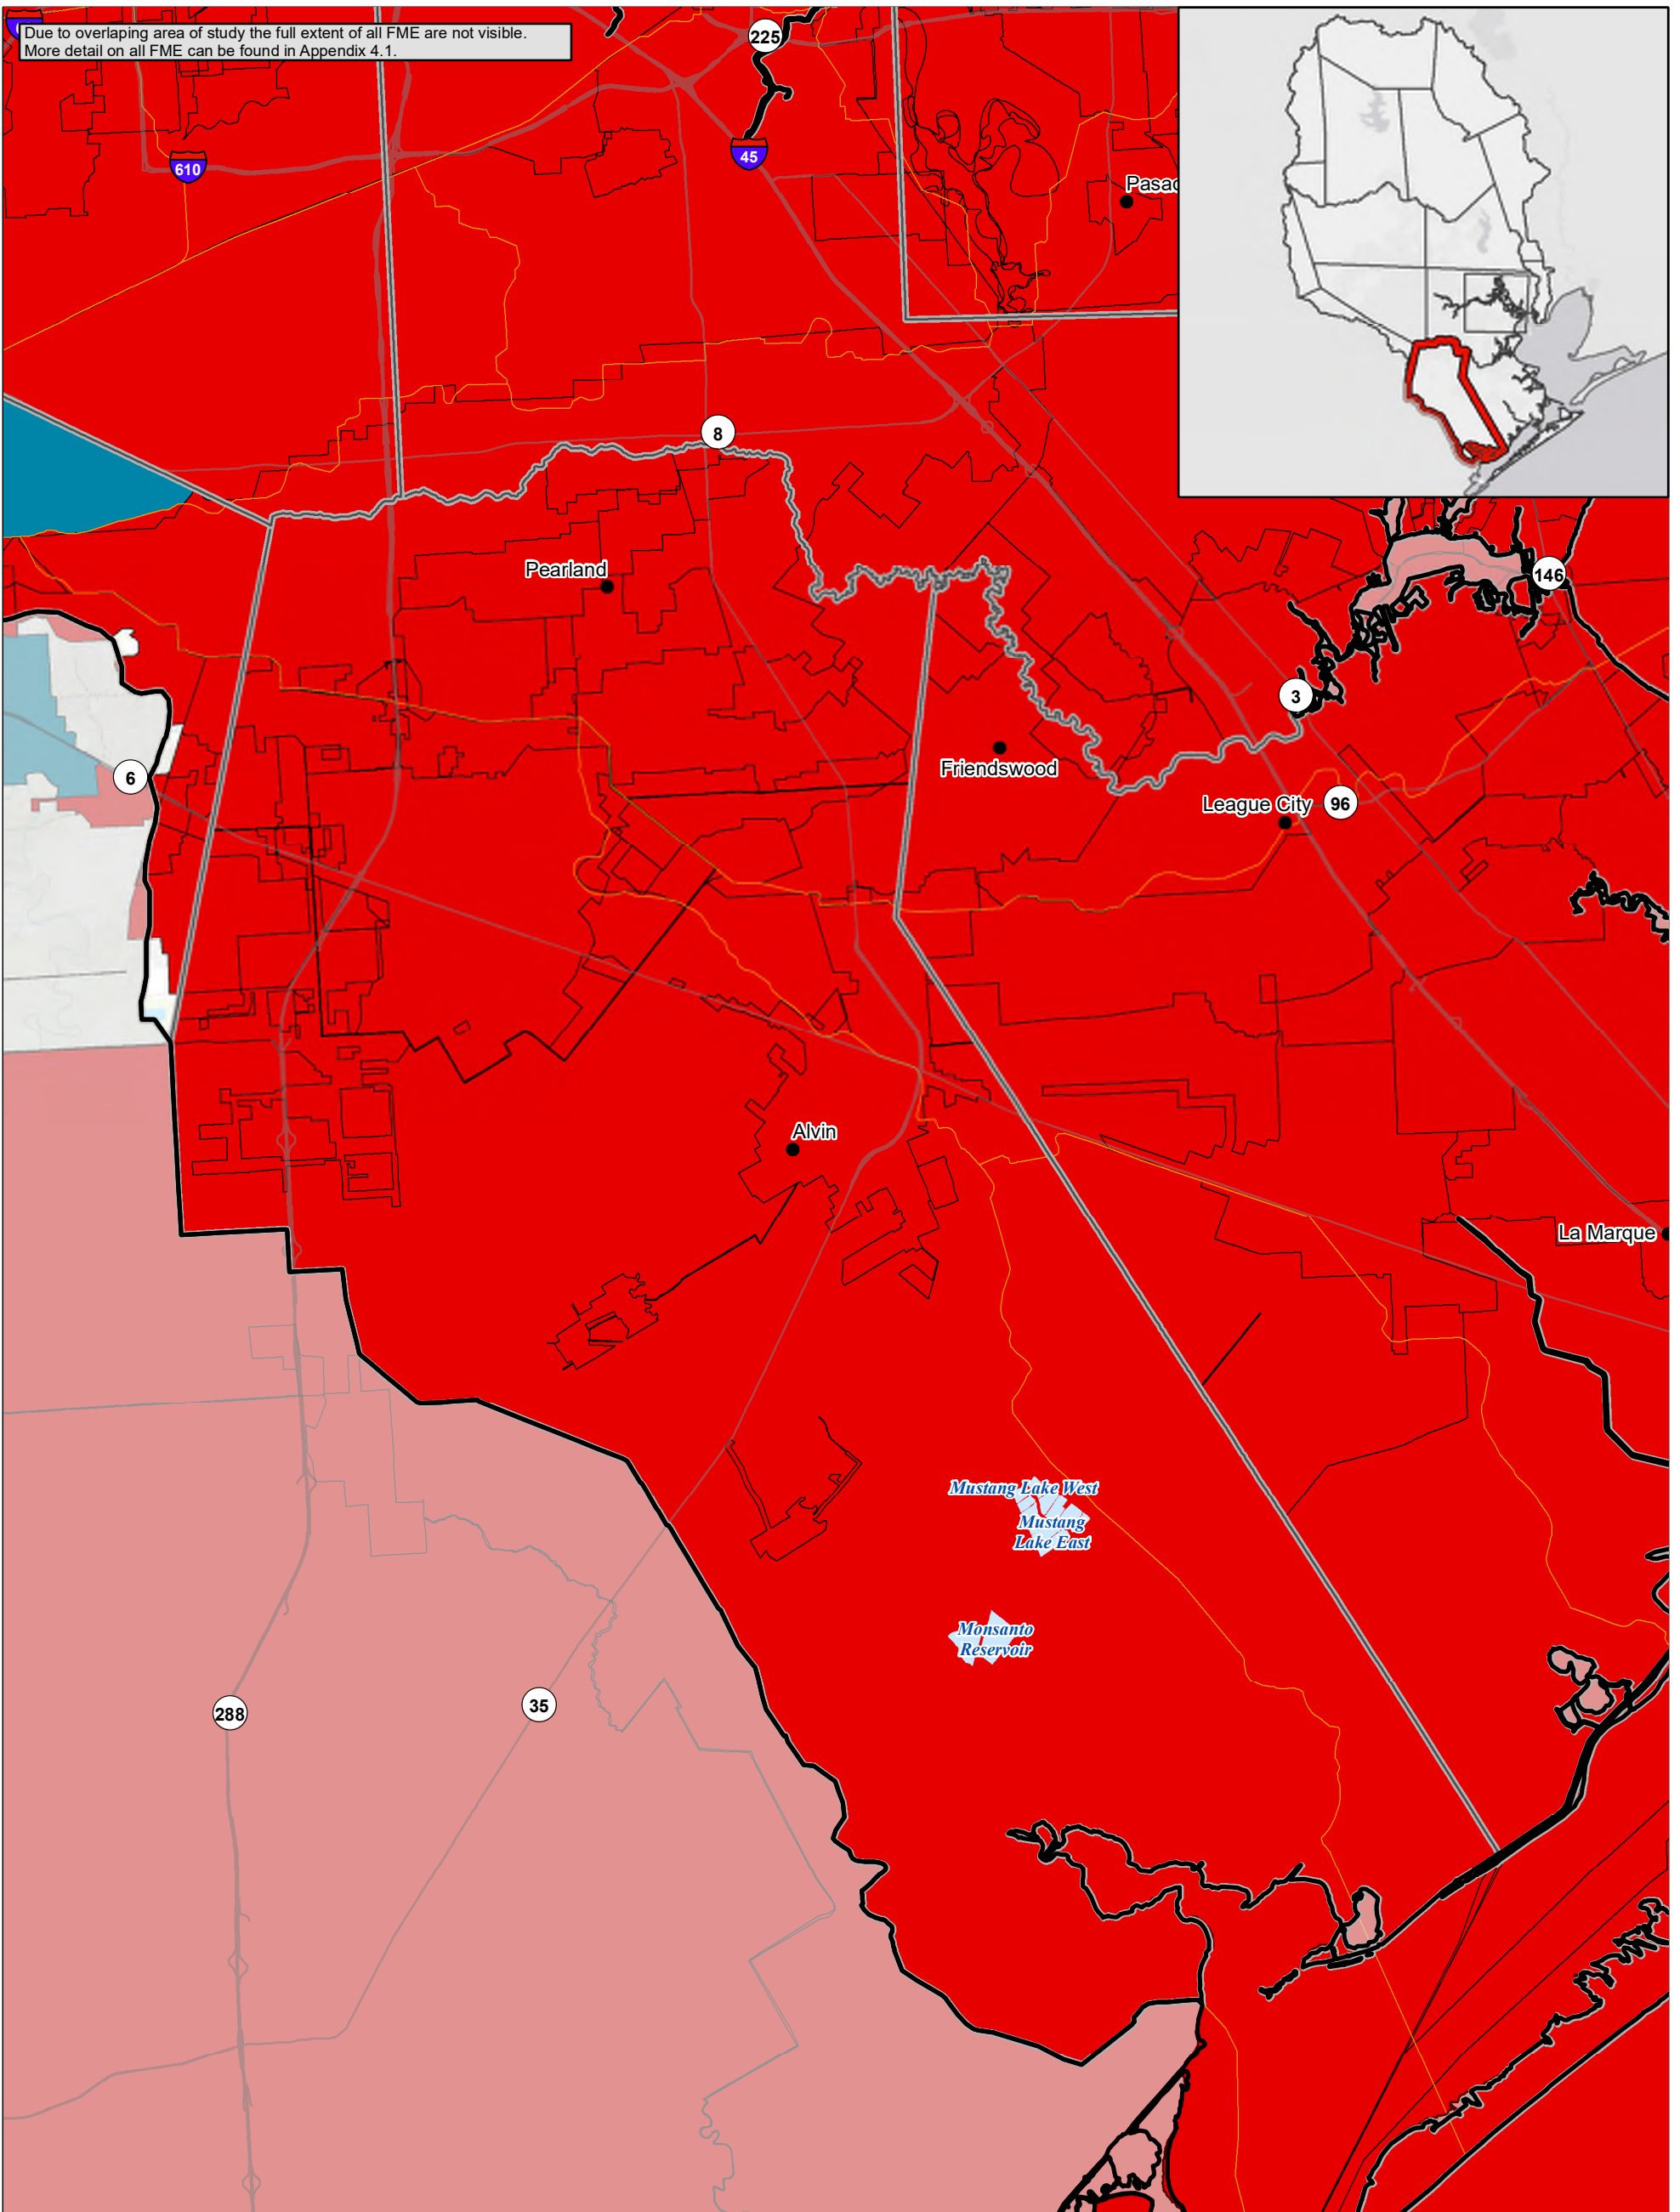 Due to overlaping area of study the full extent of all FME are not visible.
More detail on all FME can be found in Appendix 4.1.
225
610
45
Pasac
8
Pearland
146
3
6
Friendswood
League City
96
Alvin
La Marque
Mustang Lake West
Mustang
Lake East
Monsanto
Reservoir
288
35